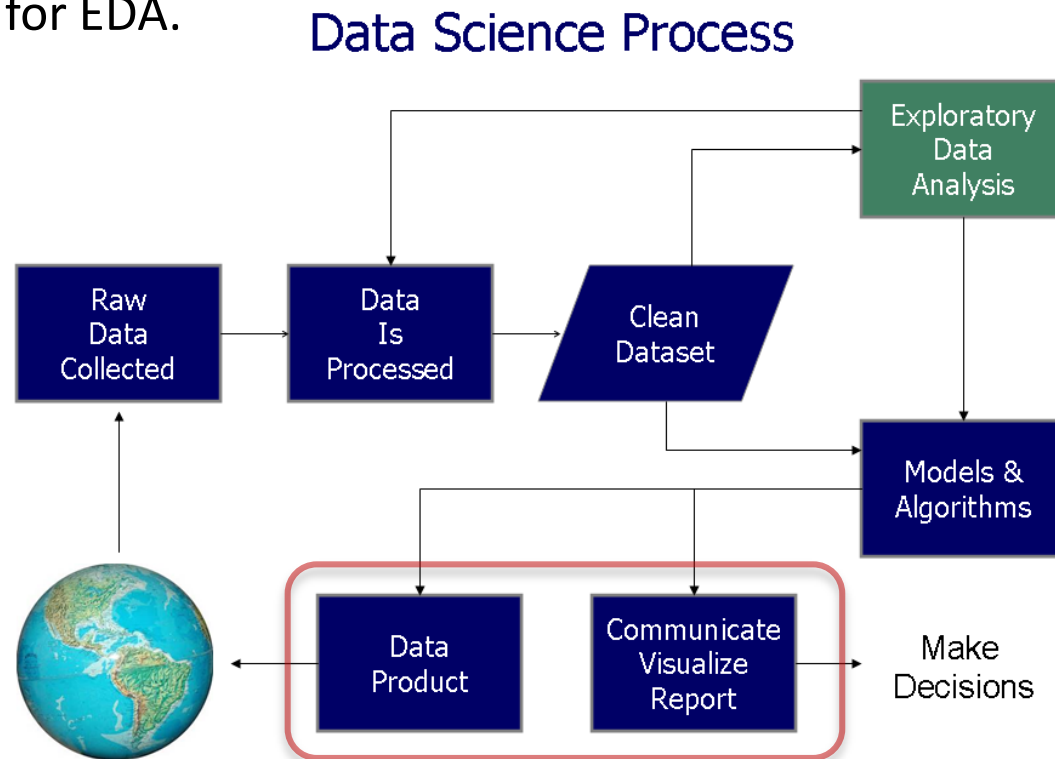 for EDA.
Data Science Process
Exploratory
Data
Analysis
Raw
Data
Collected
Data
Is
Processed
Clean
Dataset
Models &
Algorithms
Data
Product
Communicate
Visualize
Report
Make
Decisions